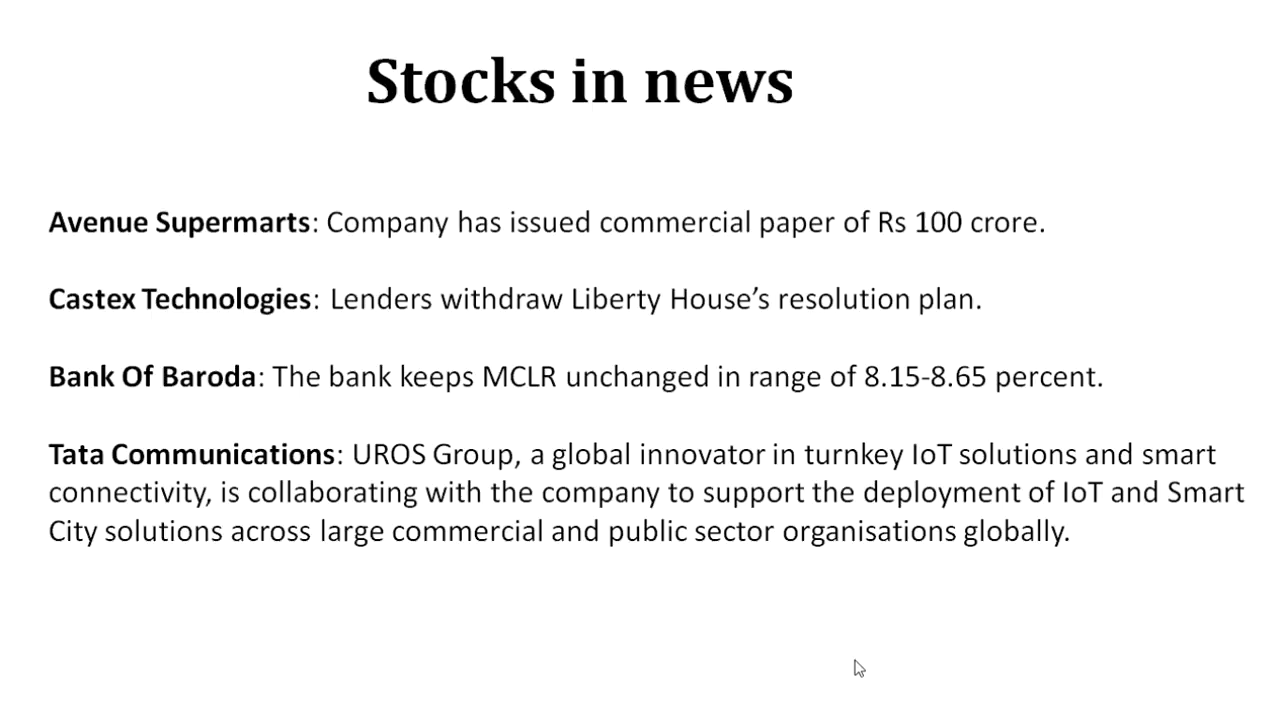 Stocks in news
Avenue Supermarts: Company has issued commercial paper of Rs 100 crore.
Castex Technologies: Lenders withdraw Liberty House’s resolution plan.
Bank Of Baroda: The bank keeps MCLR unchanged in range of 8.15-8.65 percent.
Tata Communications: UROS Group, a global innovator in turnkey IoT solutions and smart
connectivity, is collaborating with the company to support the deployment of IoT and Smart
City solutions across large commercial and public sector organisations globally.